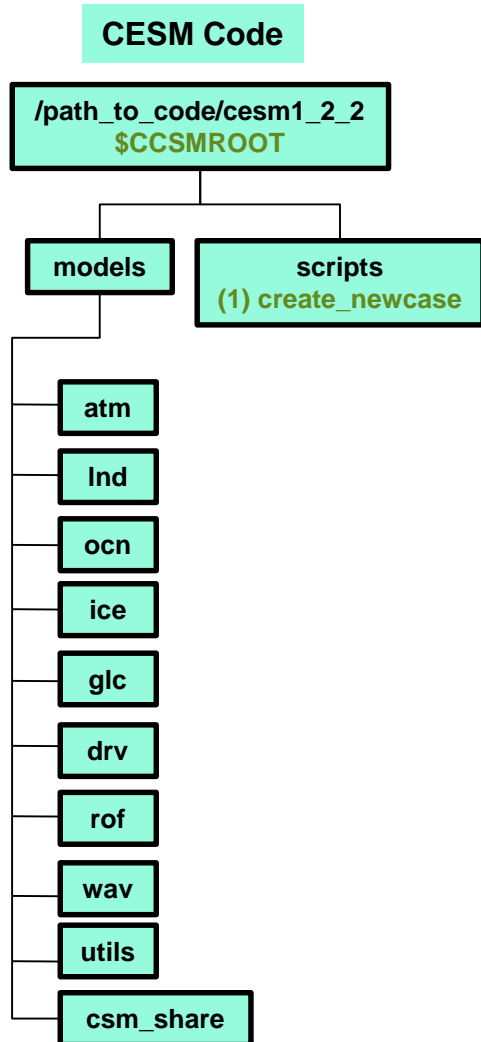 CESM Code
/path_to_code/cesm1_2_2
$CCSMROOT
models
scripts
(1) create_newcase
atm
lnd
ocn
ice
glc
drv
rof
wav
utils
csm_share